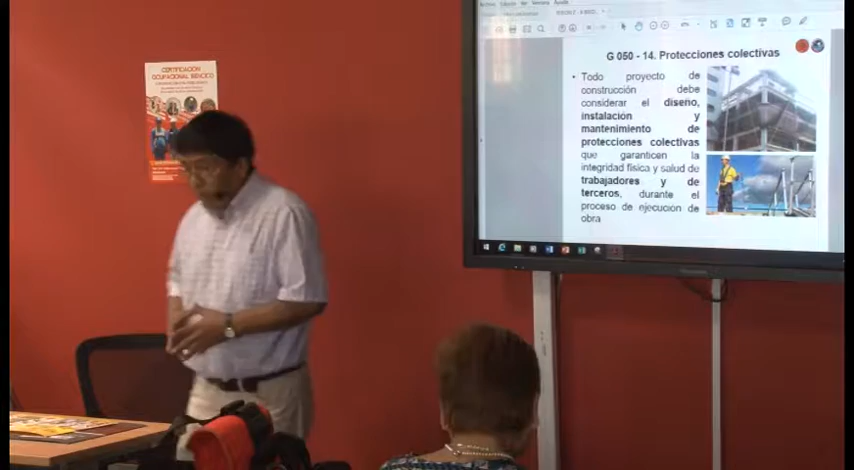 CERTIFICACIÓN
OCUPACIONAL
G 050 - 14. Protecciones colectivas
• Todo proyecto de
construcción debe
considerar el diseño,
instalación y
mantenimiento de
protecciones colectivas
que garanticen la
integridad física y salud de
trabajadores y de
terceros, durante el
proceso de ejecución de
obra